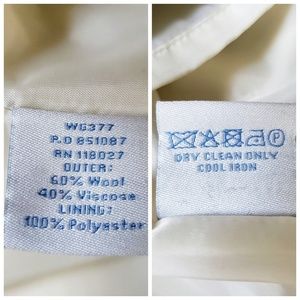 WG377
P.O 851087
RN 118027
OUTER:
60% Wool
40% Viscose
LINING:
100% Polyester
DRY CLEAN ONLY
COOL IRON